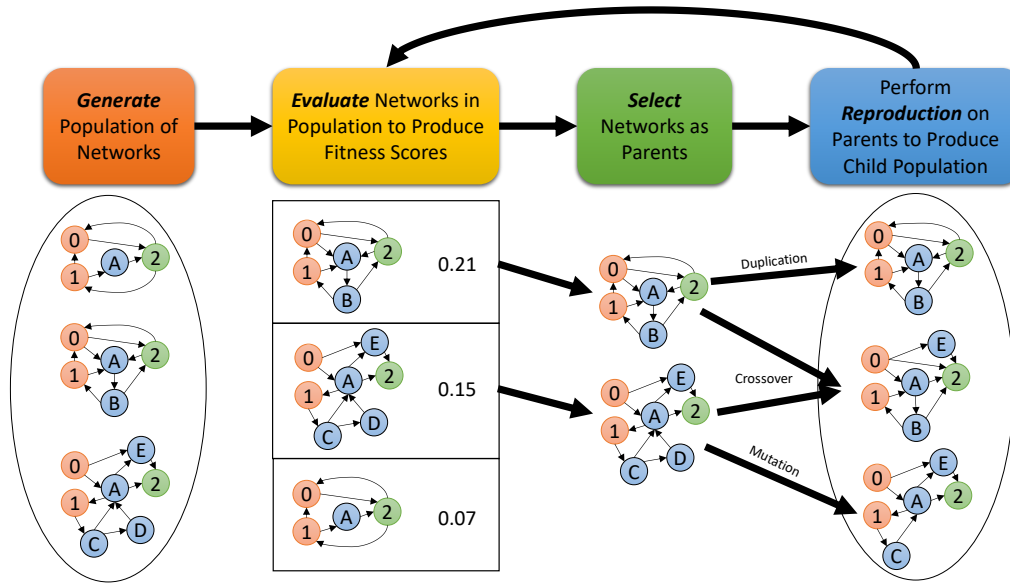 Generate
Population of
Networks
Evaluate Networks in
Population to Produce
Fitness Scores
Select
Networks as
Parents
Perform
Reproduction on
Parents to Produce
Child Population
0
1
A
2
0
1
A
2
B
0
1
A
2
E
C
D
0
1
A
2
B
0.21
0
1
A
2
E
C
D
0.15
0
1
A
2
0.07
0
1
A
2
B
0
1
A
2
E
C
D
Duplication
Crossover
Mutation
0
1
A
2
B
0
1
A
2
E
B
0
1
A
2
E
C